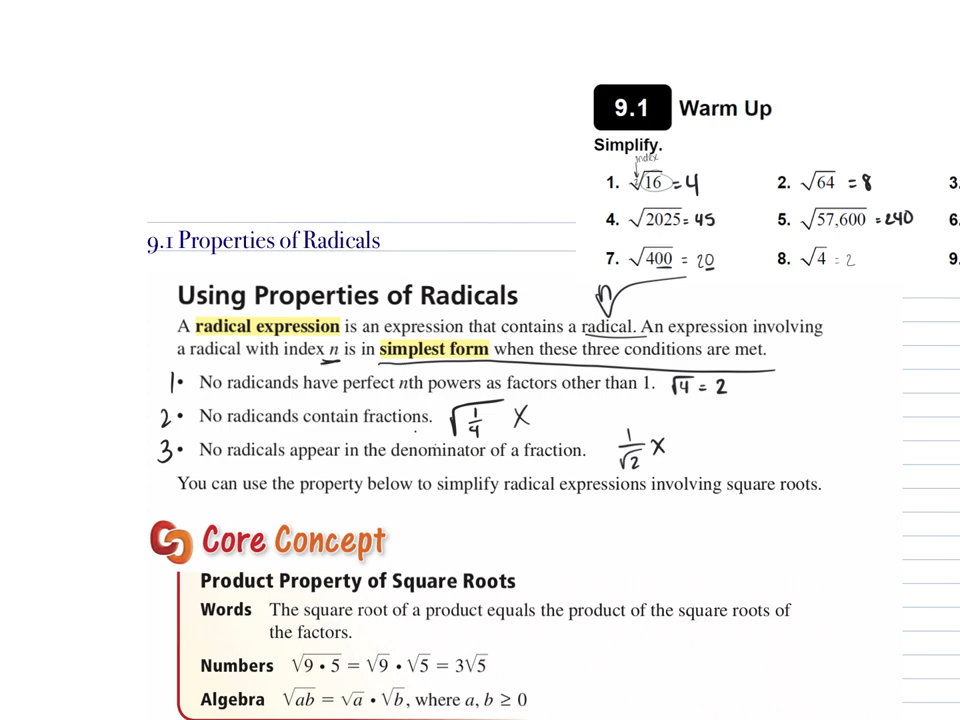 9.1 Warm Up
Simplify.
index
1. ∛16 = 4 2. √64 = 8 3.
4. √2025 = 45 5. √57,600 = 240 6.
7. √400 = 20 8. √4 = 2 9.
9.1 Properties of Radicals
Using Properties of Radicals
n√
A radical expression is an expression that contains a radical. An expression involving
a radical with index n is in simplest form when these three conditions are met.
1 • No radicands have perfect nth powers as factors other than 1. √4 = 2
2 • No radicands contain fractions. √1/4 X
3 • No radicals appear in the denominator of a fraction. 1/√2 X
You can use the property below to simplify radical expressions involving square roots.
Core Concept
Product Property of Square Roots
Words The square root of a product equals the product of the square roots of
the factors.
Numbers √9 • 5 = √9 • √5 = 3√5
Algebra √ab = √a • √b, where a, b ≥ 0